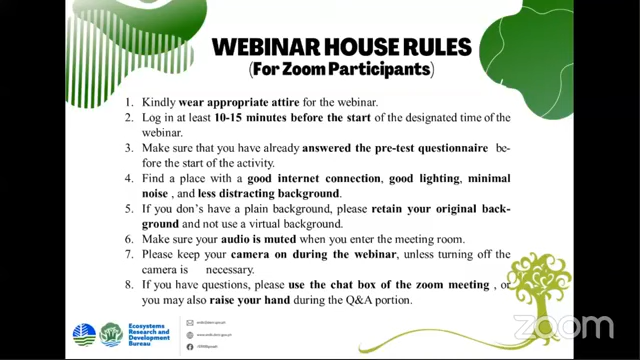 WEBINAR HOUSE RULES
(For Zoom Participants)
1. Kindly wear appropriate attire for the webinar.
2. Log in at least 10-15 minutes before the start of the designated time of the
webinar.
3. Make sure that you have already answered the pre-test questionnaire be-
fore the start of the activity.
4. Find a place with a good internet connection, good lighting, minimal
noise , and less distracting background.
5. If you don's have a plain background, please retain your original back-
ground and not use a virtual background.
6. Make sure your audio is muted when you enter the meeting room.
7. Please keep your camera on during the webinar, unless turning off the
camera is necessary.
8. If you have questions, please use the chat box of the zoom meeting , or
you may also raise your hand during the Q&A portion.
Ecosystems
Research and
Development
Bureau
zoom